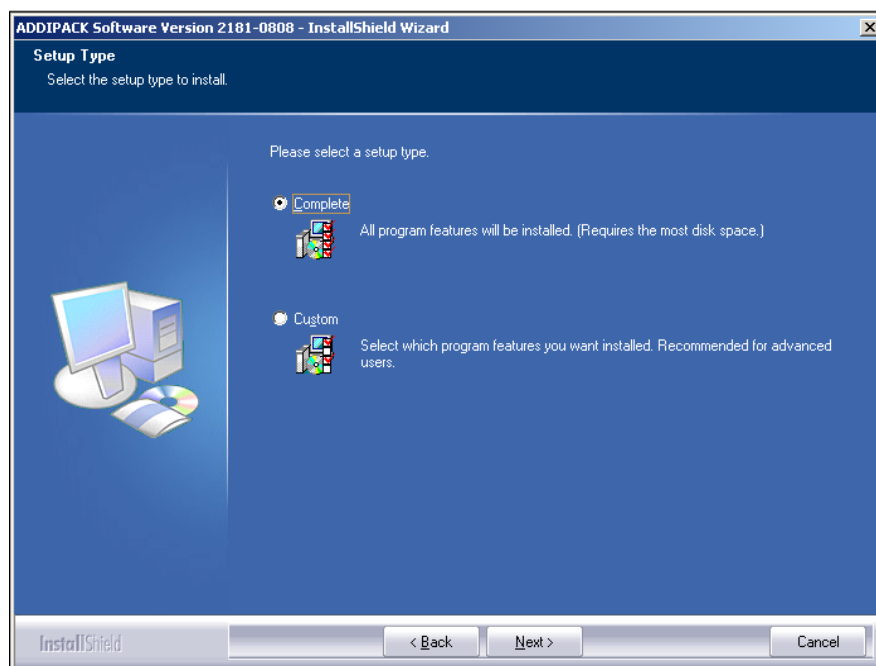 ADDIPACK Software Version 2181-0808 - InstallShield Wizard
Setup Type
Select the setup type to install.
Please select a setup type.
Complete
All program features will be installed. (Requires the most disk space.)
Custom
Select which program features you want installed. Recommended for advanced
users.
InstallShield
< Back
Next >
Cancel